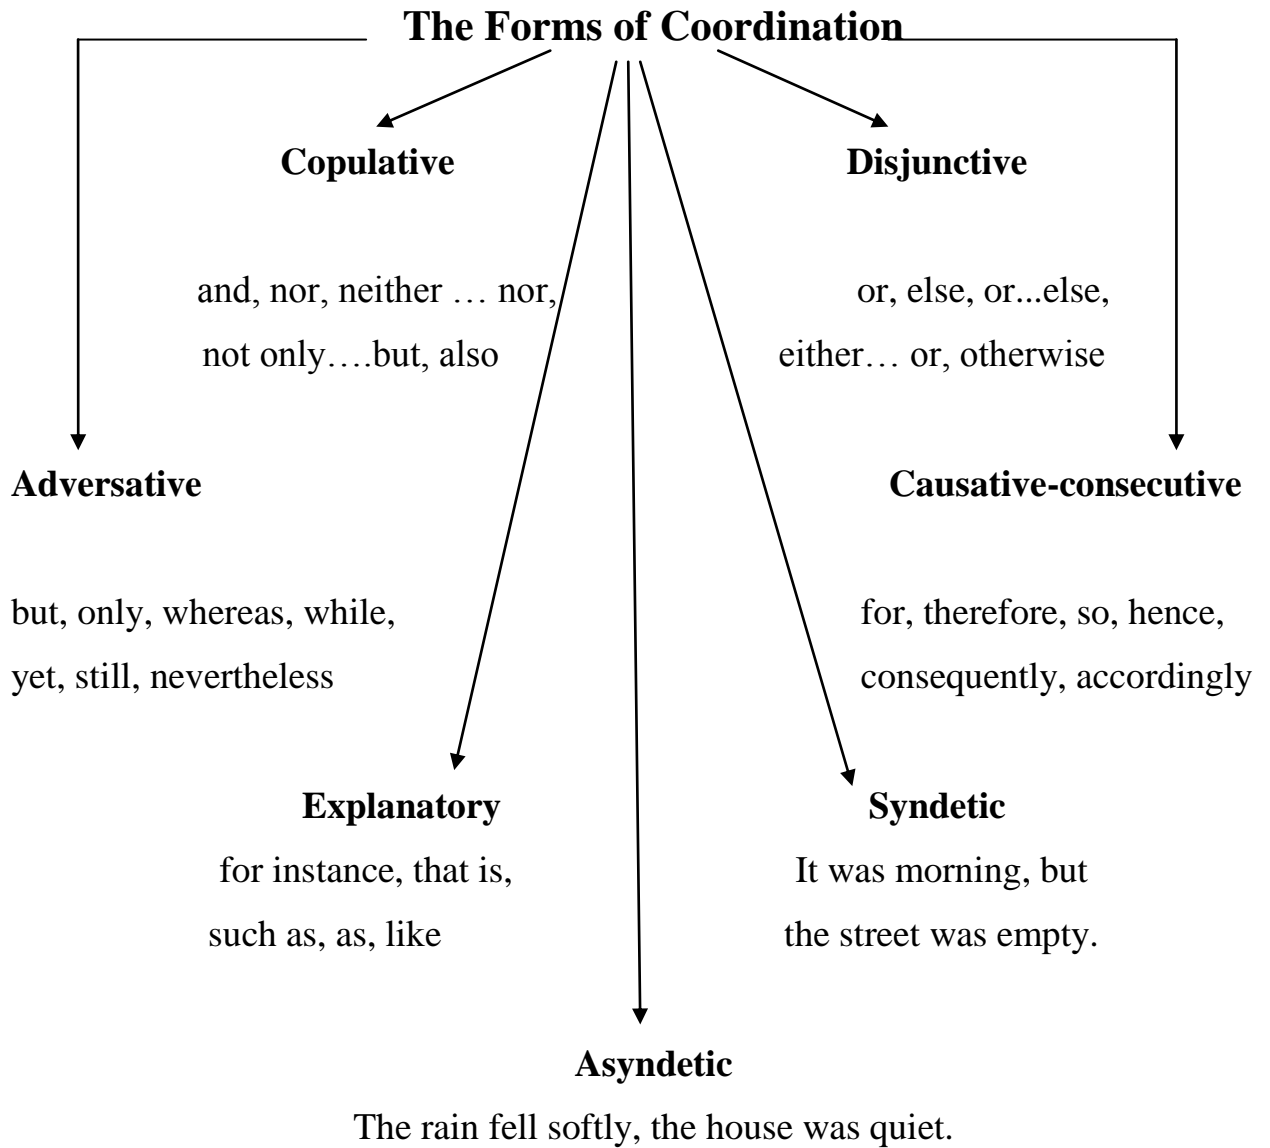 The Forms of Coordination
Copulative
Disjunctive
and, nor, neither … nor,
not only….but, also
or, else, or...else,
either… or, otherwise
Adversative
Causative-consecutive
but, only, whereas, while,
yet, still, nevertheless
for, therefore, so, hence,
consequently, accordingly
Explanatory
for instance, that is,
such as, as, like
Syndetic
It was morning, but
the street was empty.
Asyndetic
The rain fell softly, the house was quiet.